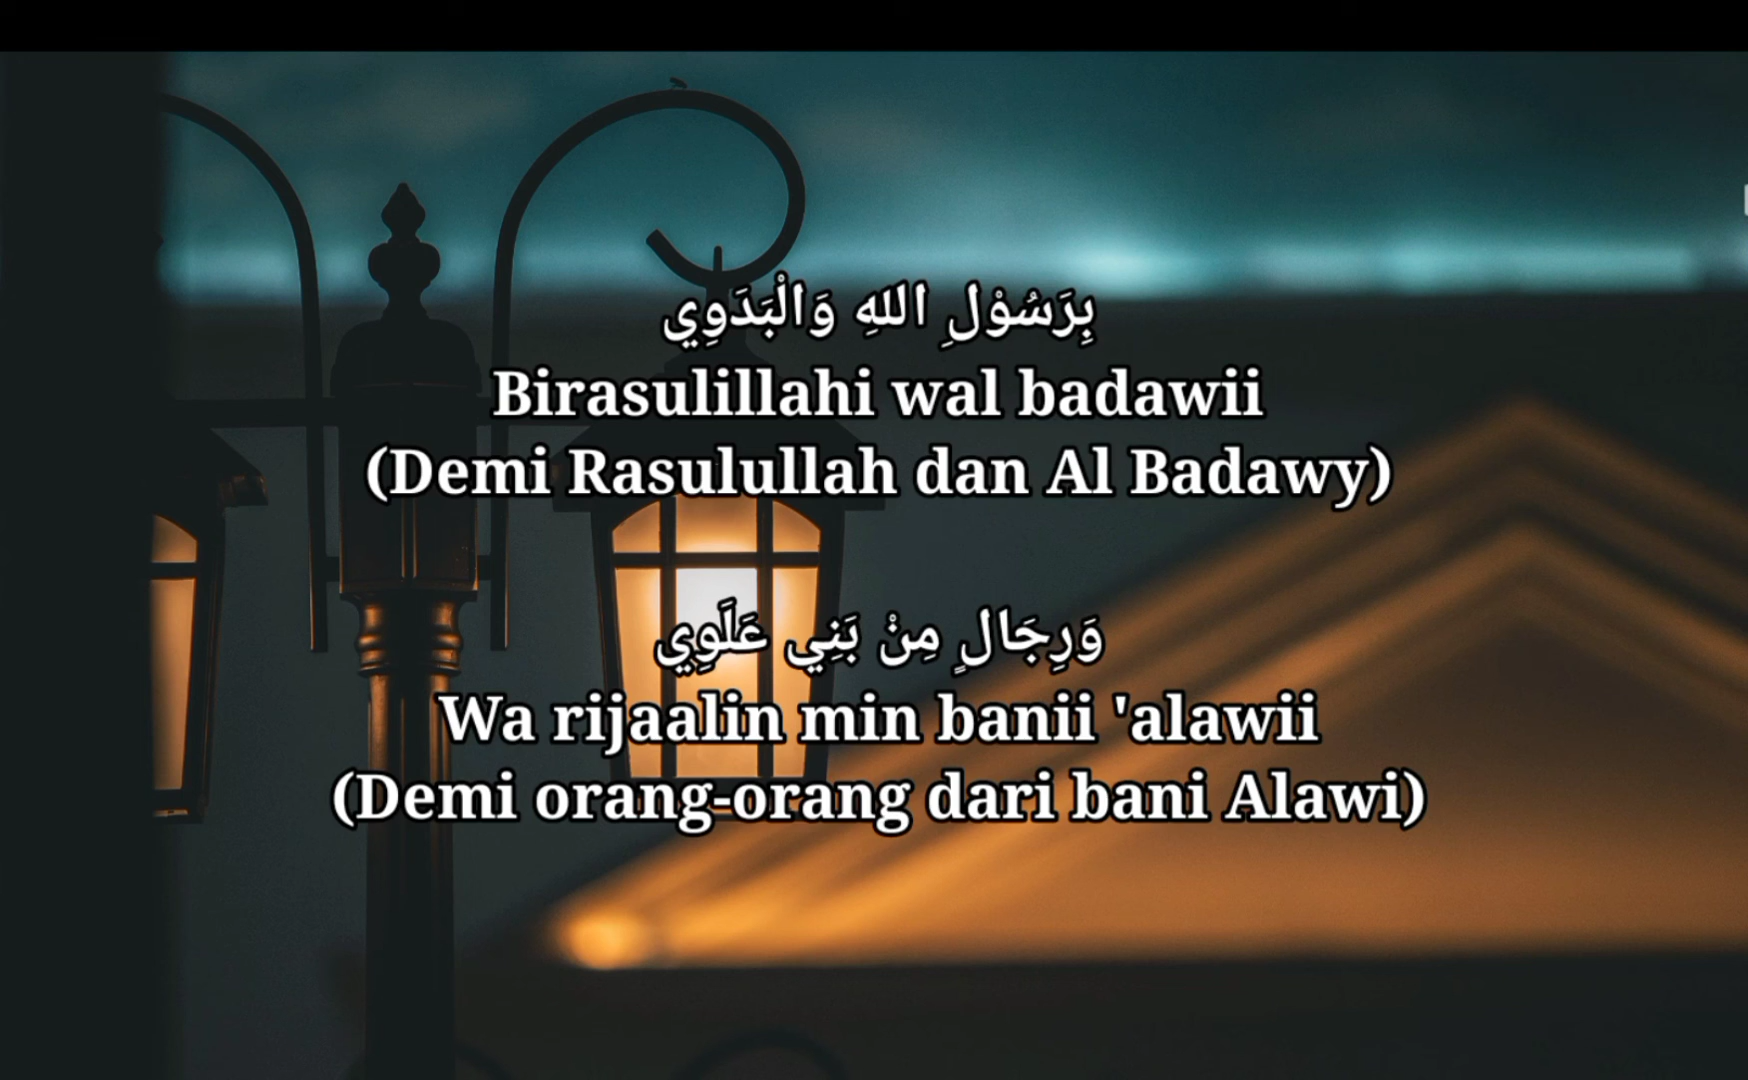 بِرَسُوْلِ اللهِ وَالْبَدَوِي
Birasulillahi wal badawii
(Demi Rasulullah dan Al Badawy)
وَرِجَالٍ مِنْ بَنِي عَلَوِي
Wa rijaalin min banii 'alawii
(Demi orang-orang dari bani Alawi)